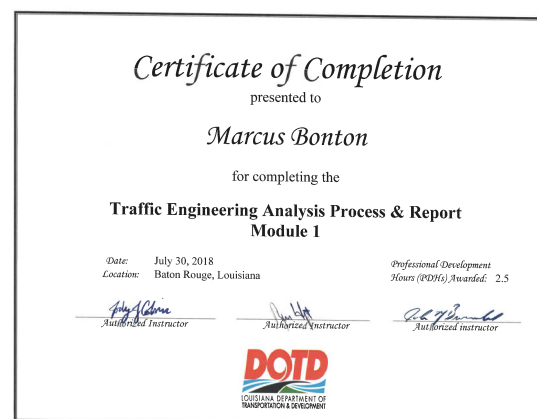 Certificate of Completion
presented to
Marcus Bonton
for completing the
Traffic Engineering Analysis Process & Report
Module 1
Date: July 30, 2018
Location: Baton Rouge, Louisiana
Professional Development
Hours (PDHs) Awarded: 2.5
Authorized Instructor
Authorized Instructor
Authorized instructor
DOTD
LOUISIANA DEPARTMENT OF
TRANSPORTATION & DEVELOPMENT